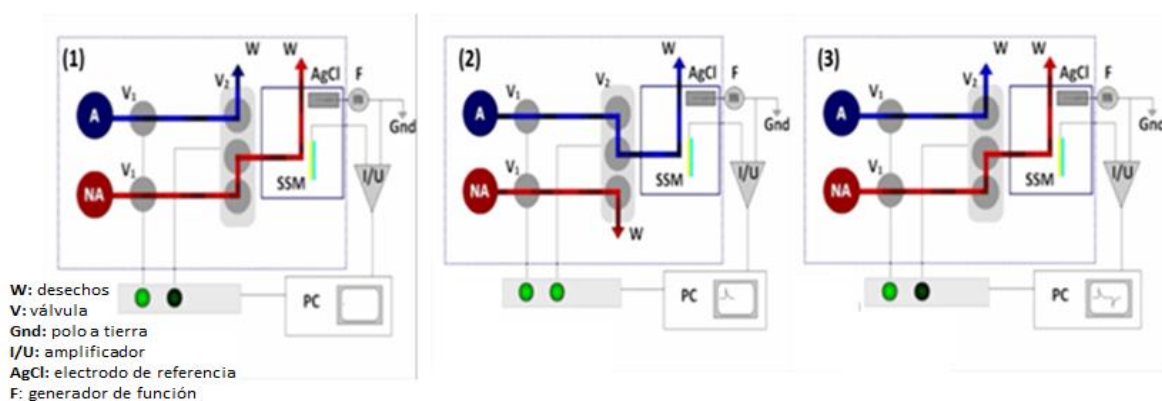 (1)
W W
V1 V2 AgCl F
A
Gnd
V1
NA SSM I/U
PC
(2)
W
V1 V2 AgCl F
A
Gnd
V1
NA SSM I/U
W
PC
(3)
W W
V1 V2 AgCl F
A
Gnd
V1
NA SSM I/U
PC
W: desechos
V: válvula
Gnd: polo a tierra
I/U: amplificador
AgCl: electrodo de referencia
F: generador de función